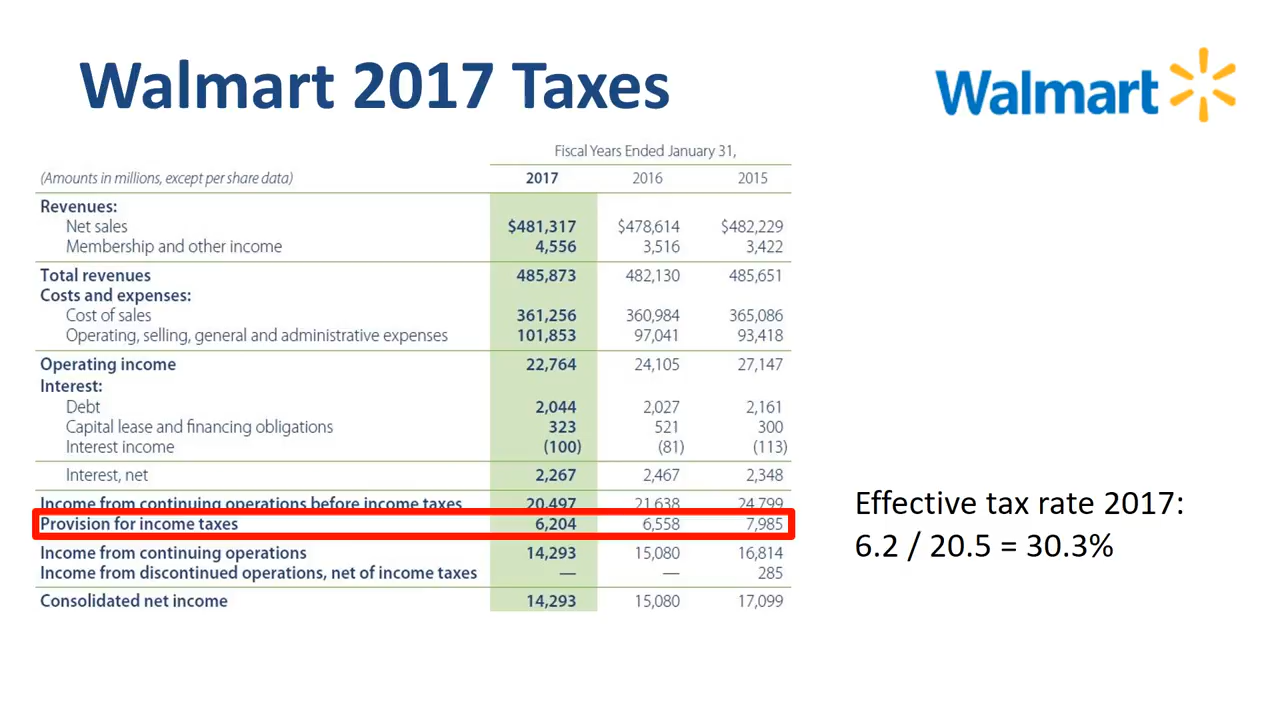 Walmart 2017 Taxes
Walmart
Fiscal Years Ended January 31,
(Amounts in millions, except per share data) 2017 2016 2015
Revenues:
Net sales $481,317 $478,614 $482,229
Membership and other income 4,556 3,516 3,422
Total revenues 485,873 482,130 485,651
Costs and expenses:
Cost of sales 361,256 360,984 365,086
Operating, selling, general and administrative expenses 101,853 97,041 93,418
Operating income 22,764 24,105 27,147
Interest:
Debt 2,044 2,027 2,161
Capital lease and financing obligations 323 521 300
Interest income (100) (81) (113)
Interest, net 2,267 2,467 2,348
Income from continuing operations before income taxes 20,497 21,638 24,799
Provision for income taxes 6,204 6,558 7,985
Income from continuing operations 14,293 15,080 16,814
Income from discontinued operations, net of income taxes — — 285
Consolidated net income 14,293 15,080 17,099
Effective tax rate 2017:
6.2 / 20.5 = 30.3%